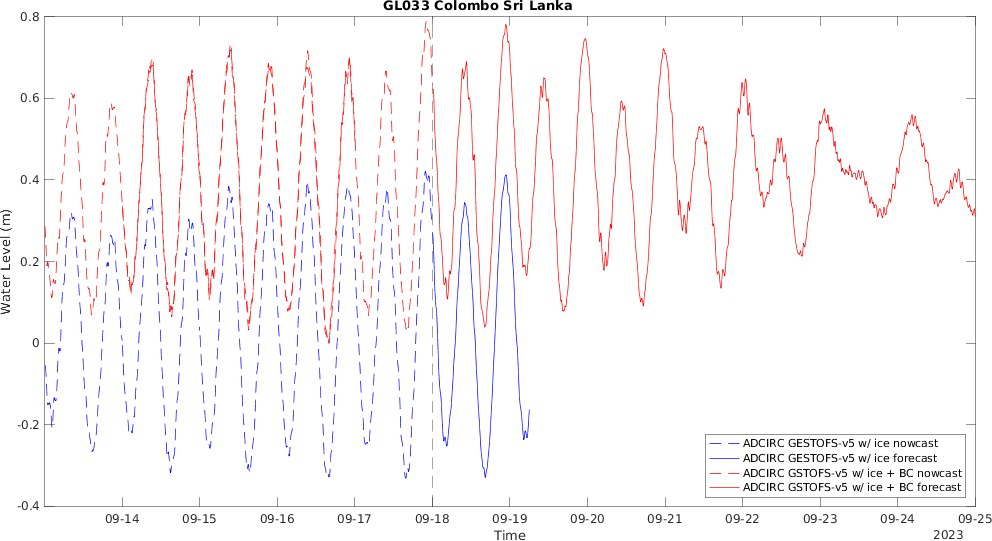 GL033 Colombo Sri Lanka
0.8
0.6
0.4
0.2
0
-0.2
-0.4
Water Level (m)
ADCIRC GESTOFS-v5 w/ ice nowcast
ADCIRC GESTOFS-v5 w/ ice forecast
ADCIRC GSTOFS-v5 w/ ice + BC nowcast
ADCIRC GSTOFS-v5 w/ ice + BC forecast
09-14 09-15 09-16 09-17 09-18 09-19 09-20 09-21 09-22 09-23 09-24 09-25
Time
2023